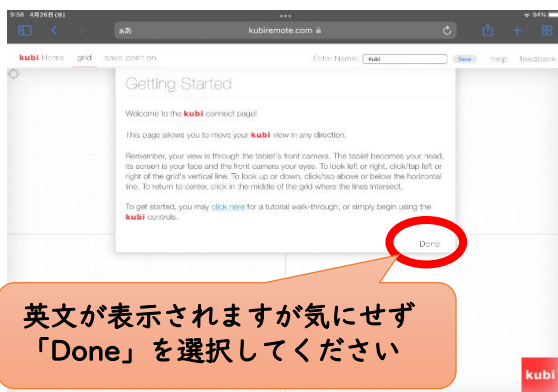 9:58 4月26日(水)
94%
ああ
kubiremote.com
kubi Home grid save position
Enter Name: Kubi Save help feedback
Getting Started
Welcome to the kubi connect page!
This page allows you to move your kubi view in any direction.
Remember, your view is through the tablet's front camera. The tablet becomes your head,
its screen is your face and the front camera your eyes. To look left or right, click/tap left or
right of the grid's vertical line. To look up or down, click/tap above or below the horizontal
line. To return to center, click in the middle of the grid where the lines intersect.
To get started, you may click here for a tutorial walk-through, or simply begin using the
kubi controls.
Done
英文が表示されますが気にせず
「Done」を選択してください
kubi